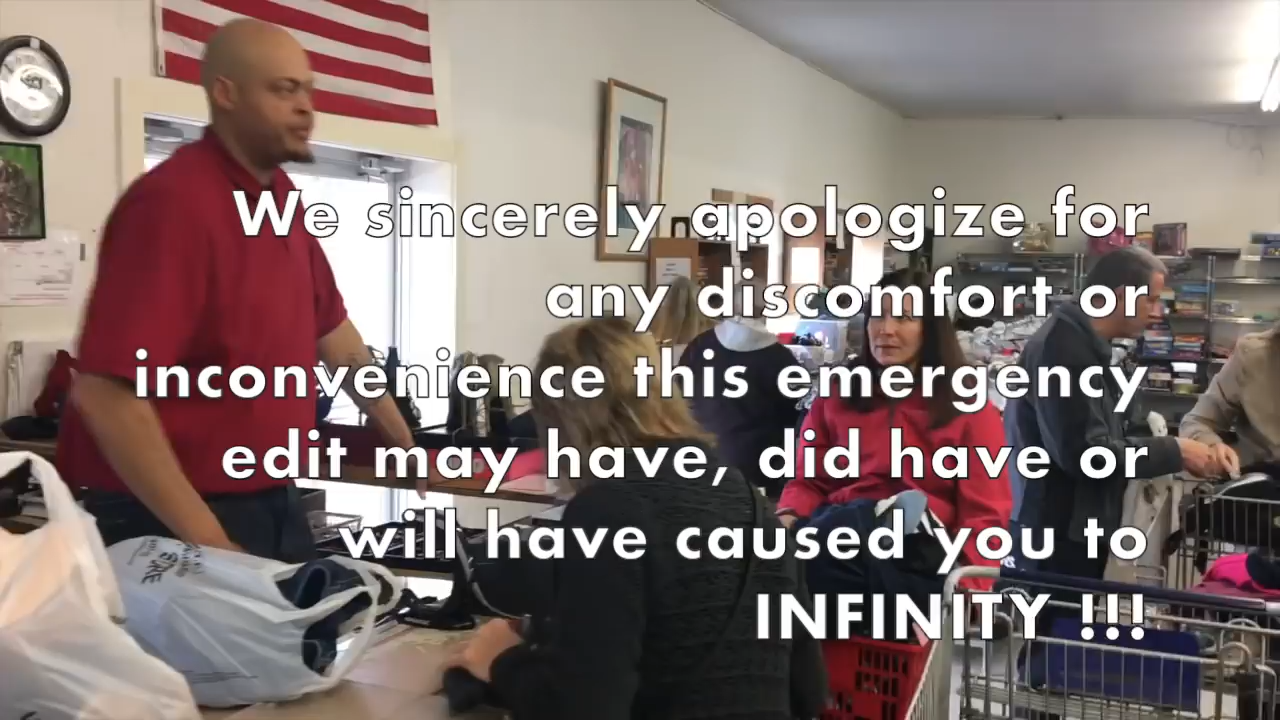 We sincerely apologize for
any discomfort or
inconvenience this emergency
edit may have, did have or
will have caused you to
INFINITY !!!